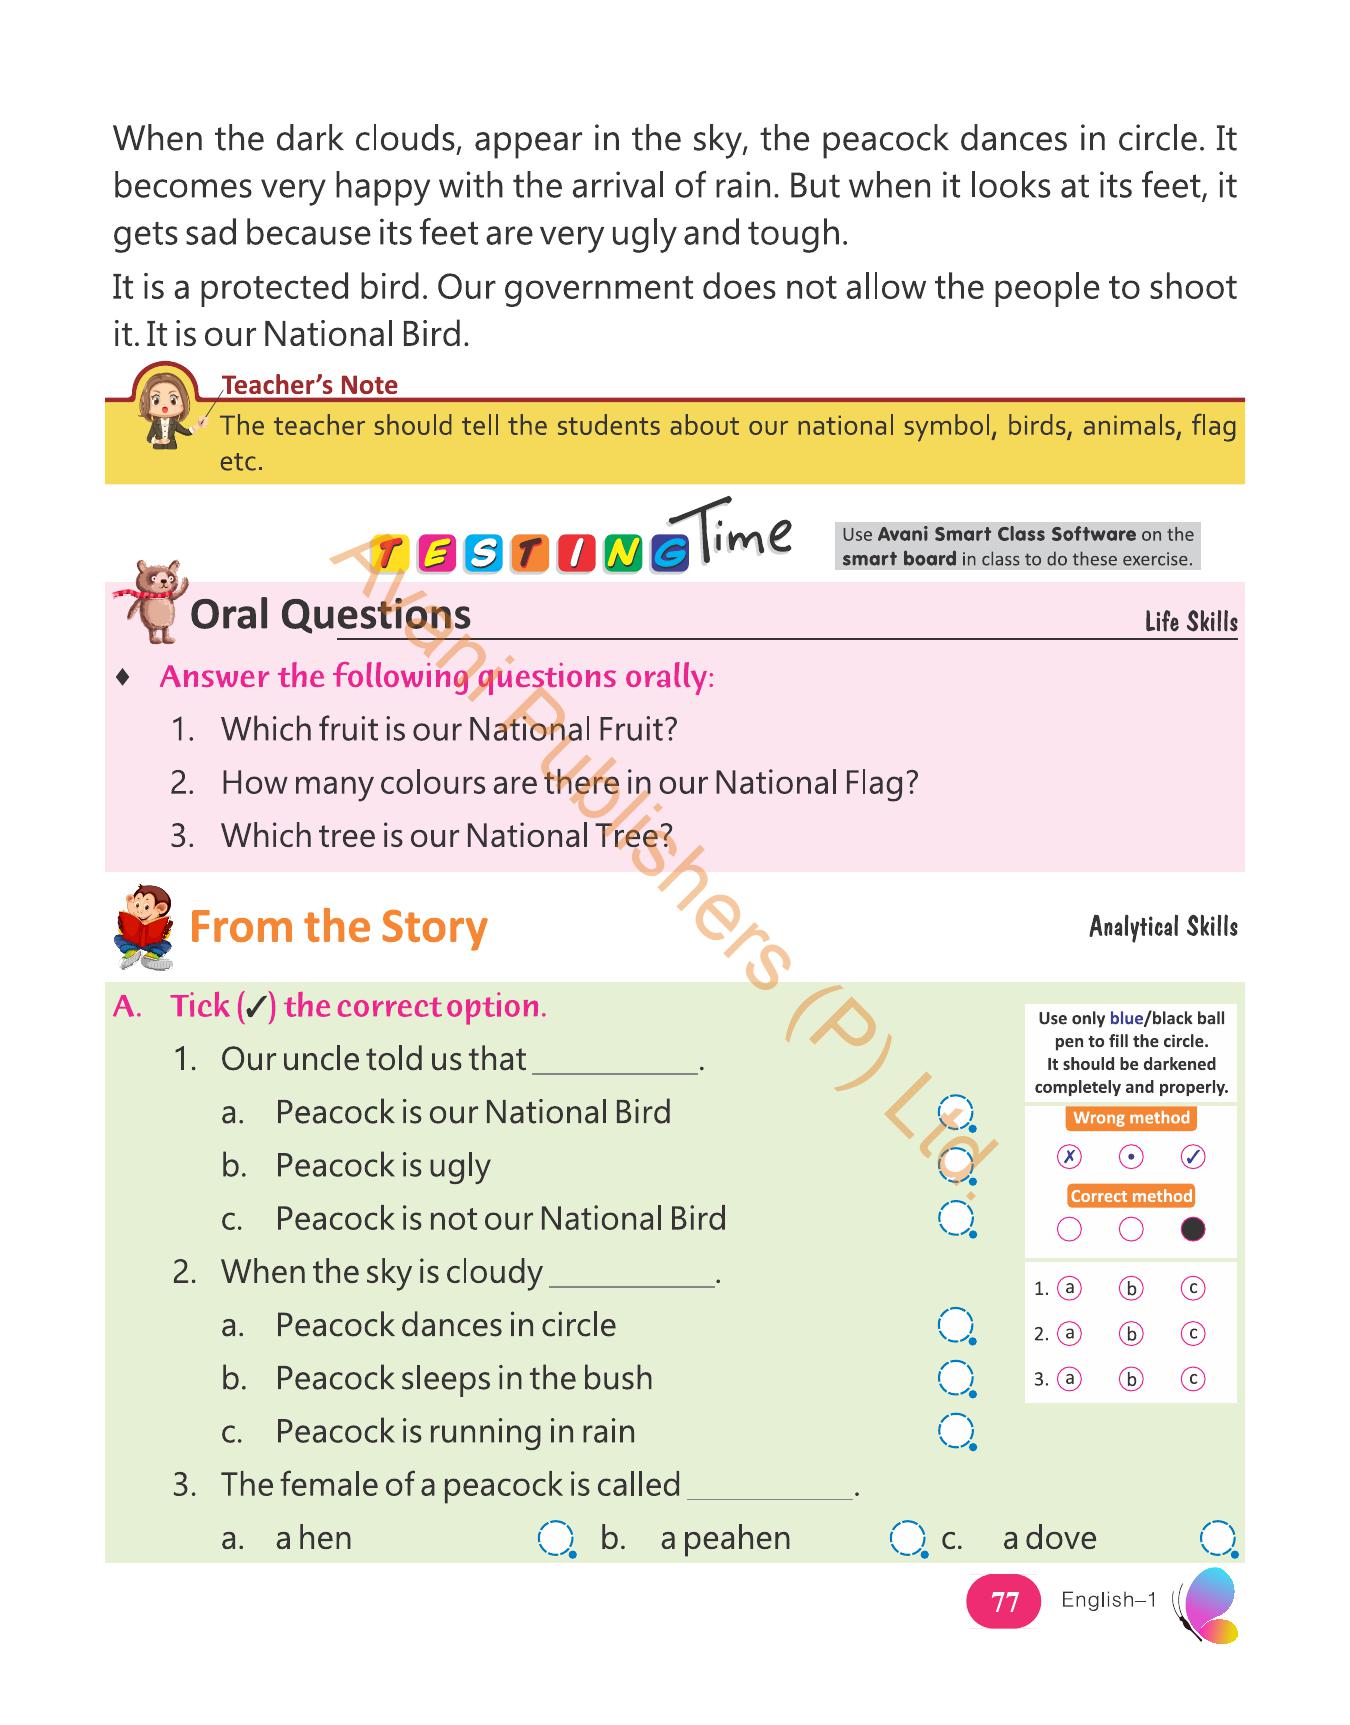 When the dark clouds, appear in the sky, the peacock dances in circle. It
becomes very happy with the arrival of rain. But when it looks at its feet, it
gets sad because its feet are very ugly and tough.
It is a protected bird. Our government does not allow the people to shoot
it. It is our National Bird.
Teacher's Note
The teacher should tell the students about our national symbol, birds, animals, flag
etc.
TESTING Time
Use Avani Smart Class Software on the
smart board in class to do these exercise.
Oral Questions
Life Skills
♦ Answer the following questions orally:
1. Which fruit is our National Fruit?
2. How many colours are there in our National Flag?
3. Which tree is our National Tree?
From the Story
Analytical Skills
A. Tick (✓) the correct option.
1. Our uncle told us that __________.
a. Peacock is our National Bird
b. Peacock is ugly
c. Peacock is not our National Bird
2. When the sky is cloudy __________.
a. Peacock dances in circle
b. Peacock sleeps in the bush
c. Peacock is running in rain
3. The female of a peacock is called __________.
a. a hen b. a peahen c. a dove
Use only blue/black ball
pen to fill the circle.
It should be darkened
completely and properly.
Wrong method
✗ • ✓
Correct method
1. a b c
2. a b c
3. a b c
Avani Publishers (P) Ltd.
77 English–1